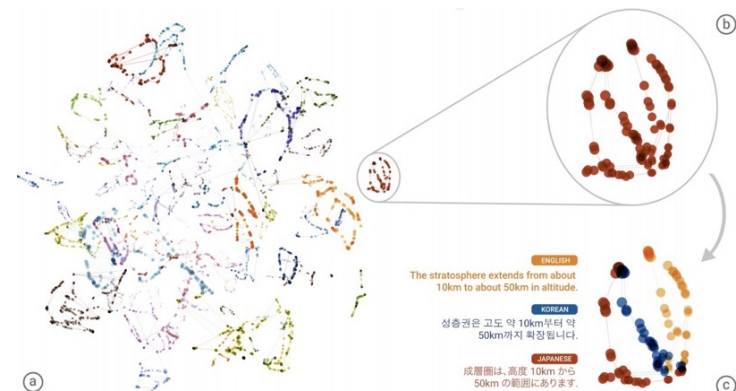 b
ENGLISH
The stratosphere extends from about
10km to about 50km in altitude.
KOREAN
성층권은 고도 약 10km부터 약
50km까지 확장됩니다.
JAPANESE
成層圏は、高度 10km から
50km の範囲にあります。
a
c